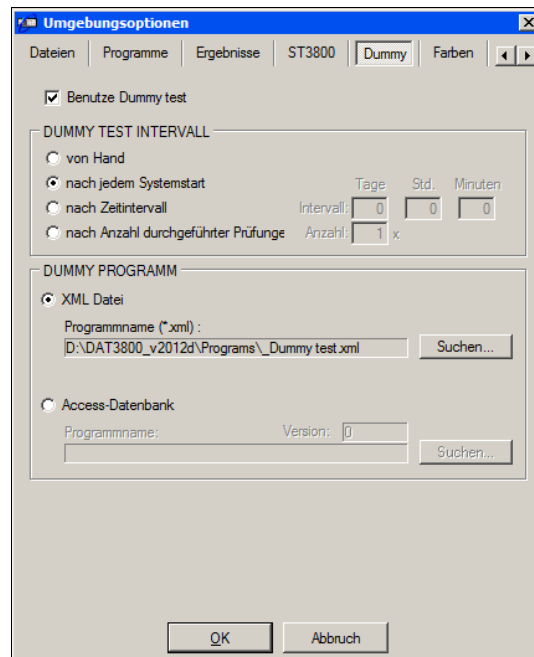 Umgebungsoptionen
Dateien Programme Ergebnisse ST3800 Dummy Farben
Benutze Dummy test
DUMMY TEST INTERVALL
von Hand
nach jedem Systemstart Tage Std. Minuten
nach Zeitintervall Intervall: 0 0 0
nach Anzahl durchgeführter Prüfunge Anzahl: 1 x
DUMMY PROGRAMM
XML Datei
Programmname (*.xml) :
D:\DAT3800_v2012d\Programs\_Dummy test.xml Suchen...
Access-Datenbank
Programmname: Version: 0
Suchen...
OK Abbruch